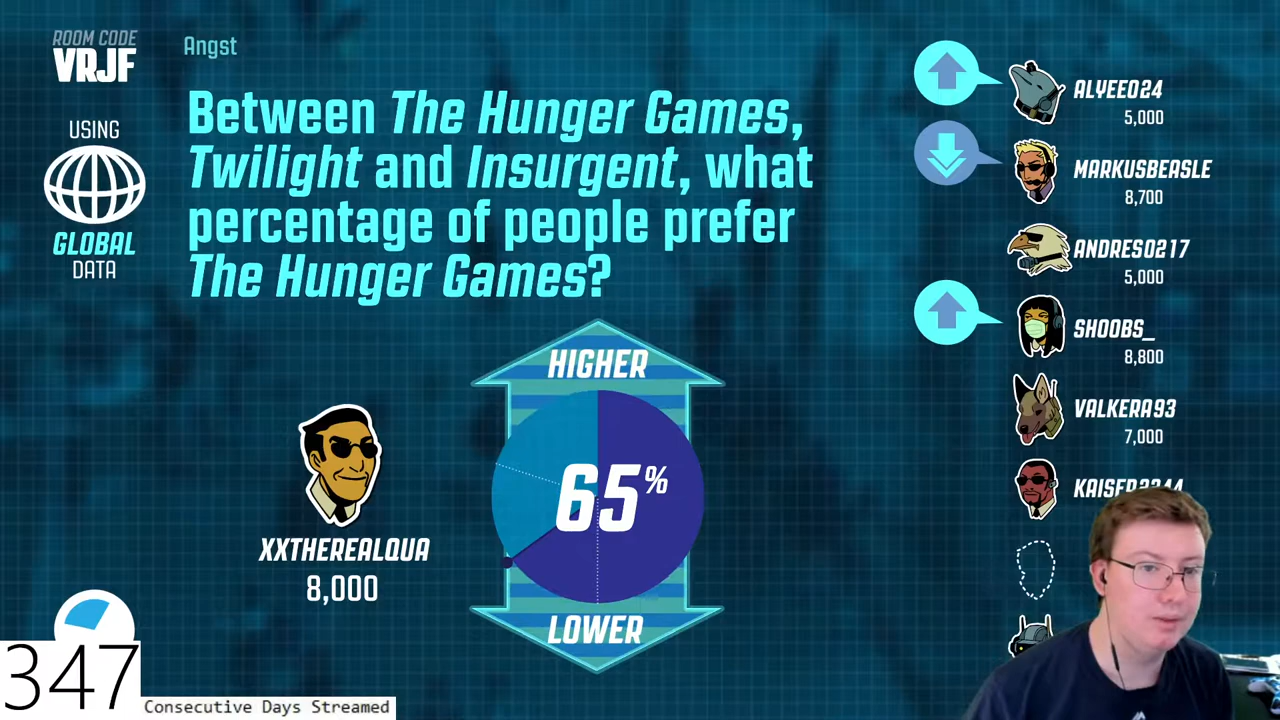 ROOM CODE
VRJF
USING
GLOBAL
DATA
Angst
Between The Hunger Games,
Twilight and Insurgent, what
percentage of people prefer
The Hunger Games?
HIGHER
65%
LOWER
XXTHEREALQUA
8,000
ALYEEO24
5,000
MARKUSBEASLE
8,700
ANDRES0217
5,000
SHOOBS_
8,800
VALKERA93
7,000
347
Consecutive Days Streamed